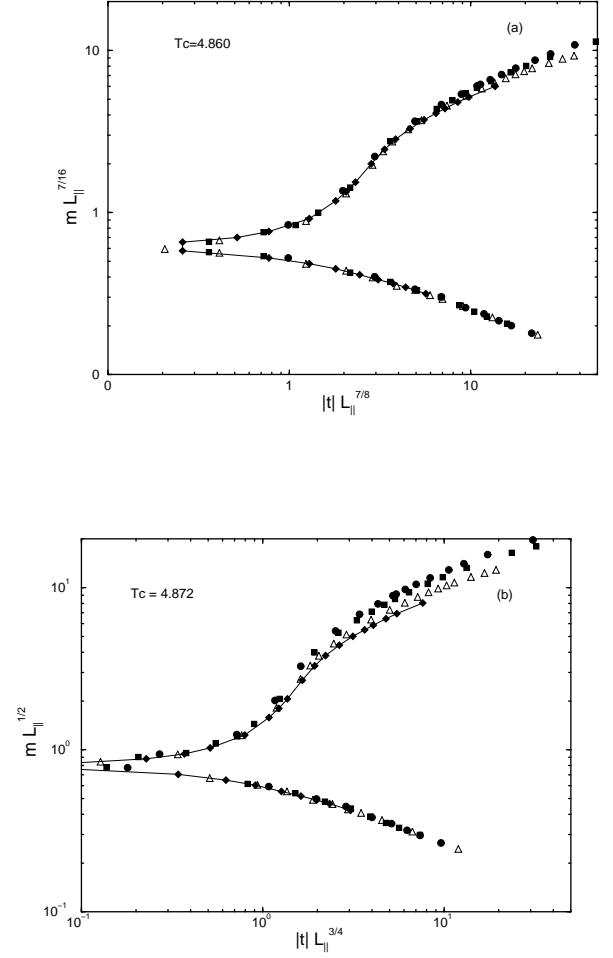 (a)
Tc=4.860
10
1
0
m L|| 7/16
0 1 10
|t| L|| 7/8
Tc = 4.872
(b)
10^1
10^0
10^−1
m L|| 1/2
10^−1 10^0 10^1
|t| L|| 3/4